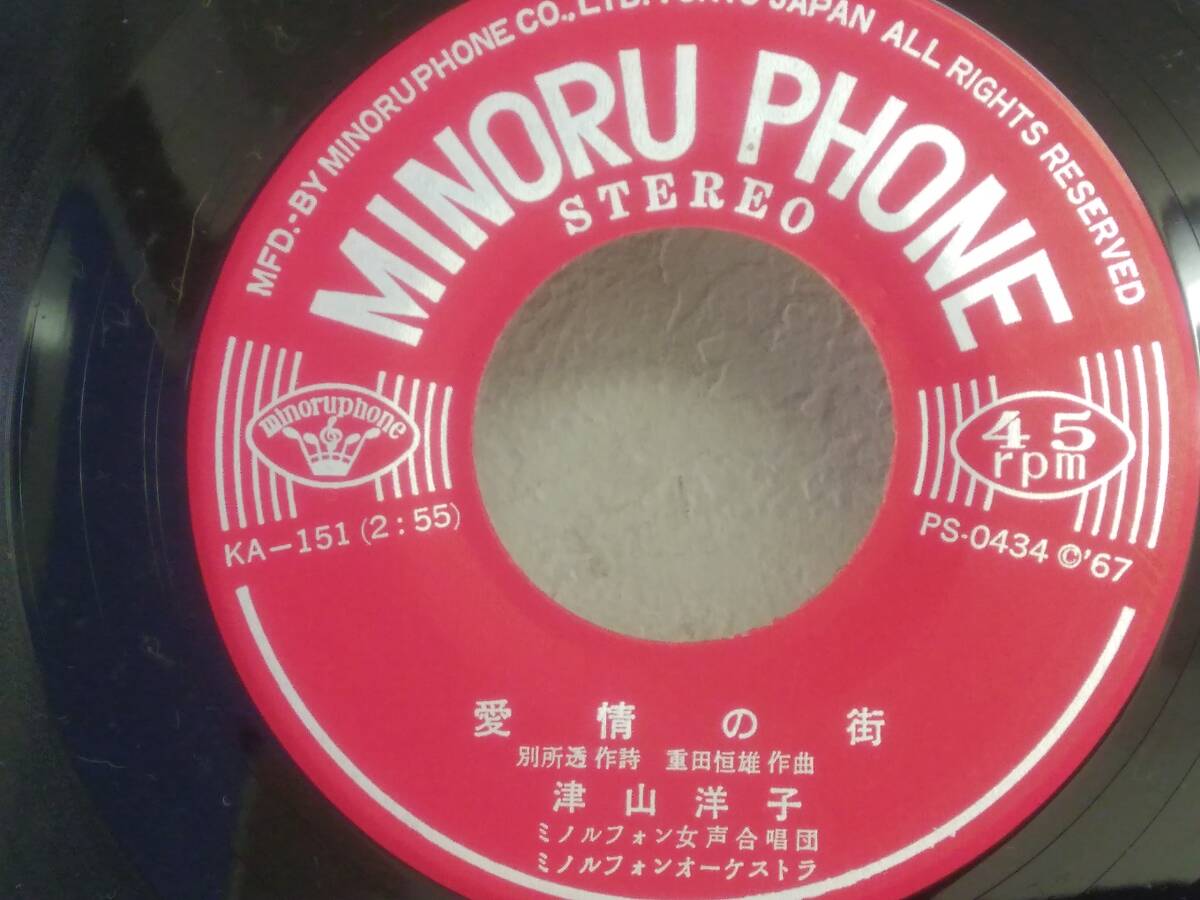 MFD.-BY MINORUPHONE CO., LTD. TOKYO JAPAN ALL RIGHTS RESERVED
MINORU PHONE
STEREO
minoruphone
45
rpm
KA-151 (2:55)
PS-0434 ©'67
愛情の街
別所透 作詩 重田恒雄 作曲
津山洋子
ミノルフォン女声合唱団
ミノルフォンオーケストラ